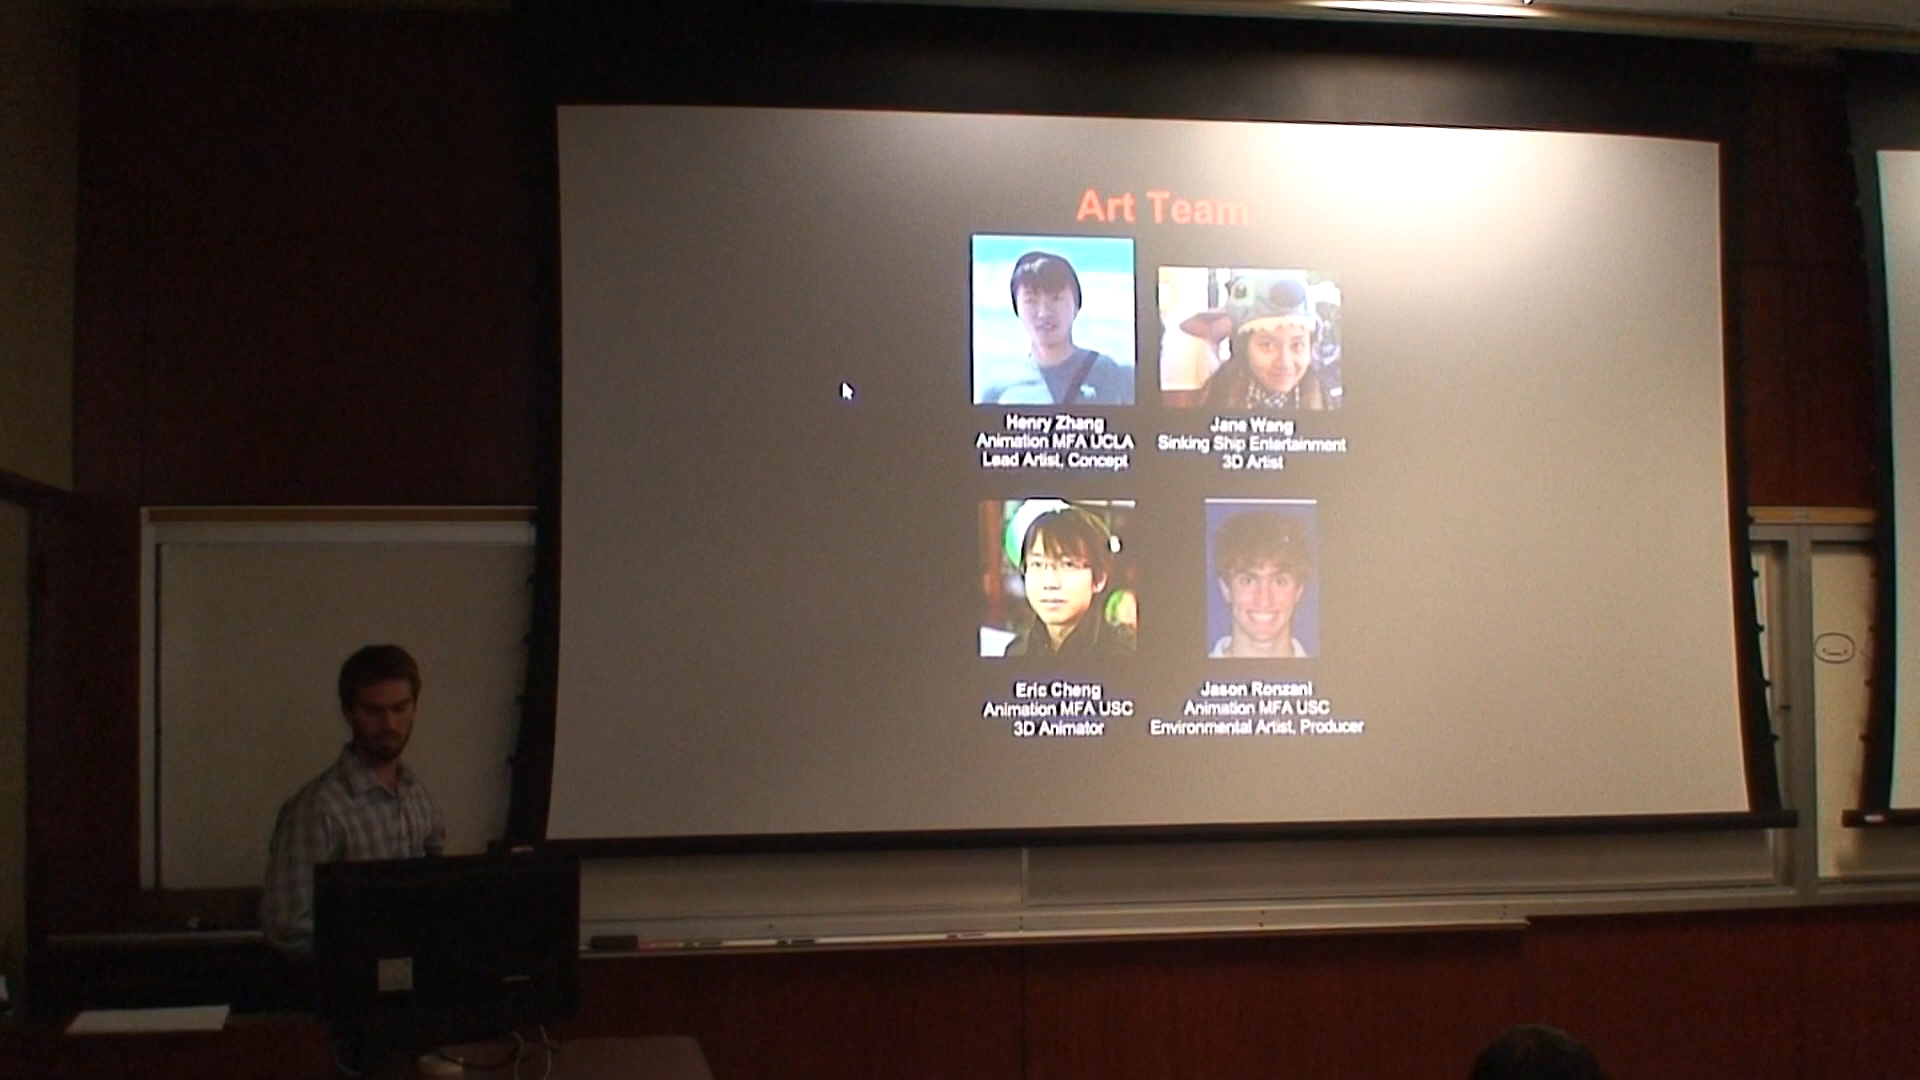 Art Team
Henry Zhang
Animation MFA UCLA
Lead Artist, Concept
Jane Wang
Sinking Ship Entertainment
3D Artist
Eric Cheng
Animation MFA USC
3D Animator
Jason Ronzani
Animation MFA USC
Environmental Artist, Producer